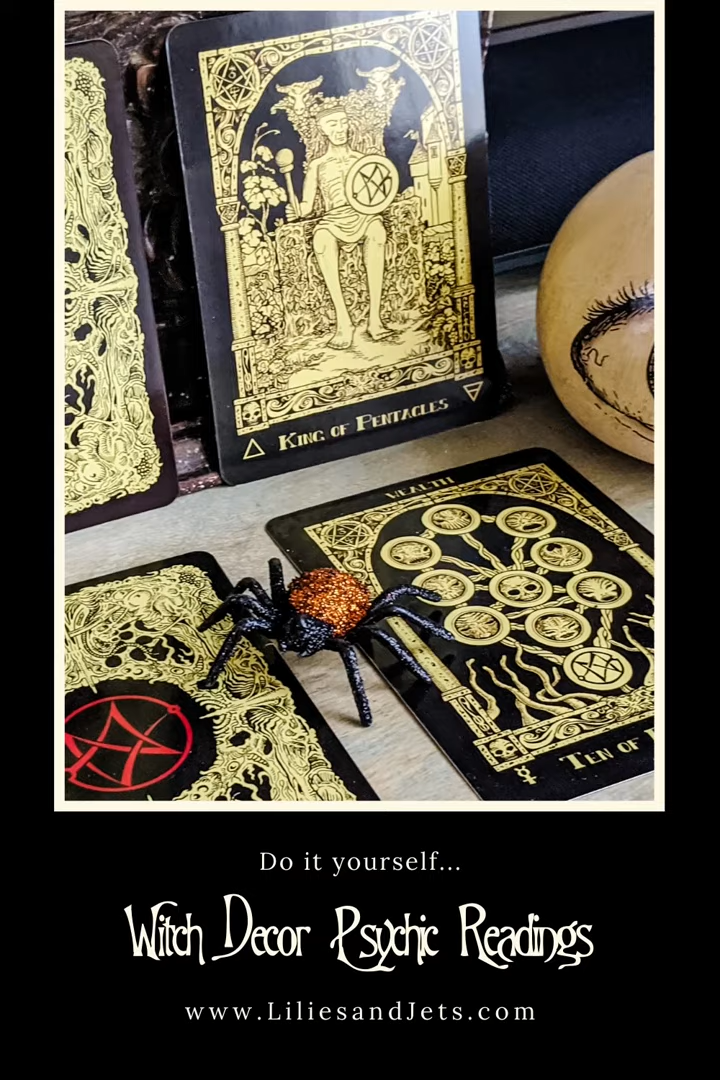 KING OF PENTACLES
WEALTH
TEN OF
Do it yourself...
Witch Decor Psychic Readings
www.LiliesandJets.com